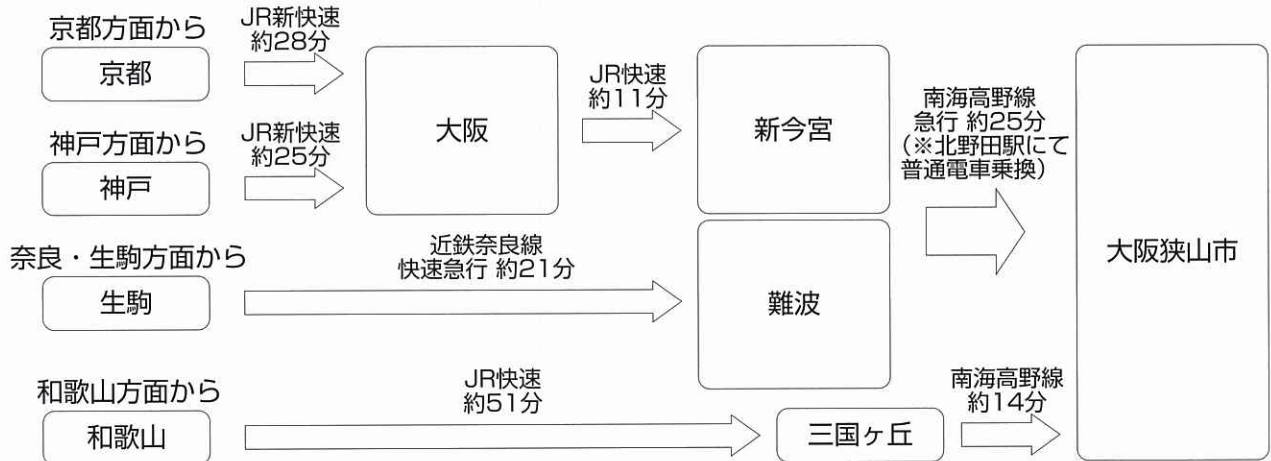 京都方面から
京都
JR新快速
約28分
神戸方面から
神戸
JR新快速
約25分
大阪
JR快速
約11分
新今宮
南海高野線
急行 約25分
(※北野田駅にて
普通電車乗換)
奈良・生駒方面から
生駒
近鉄奈良線
快速急行 約21分
難波
大阪狭山市
和歌山方面から
和歌山
JR快速
約51分
三国ヶ丘
南海高野線
約14分